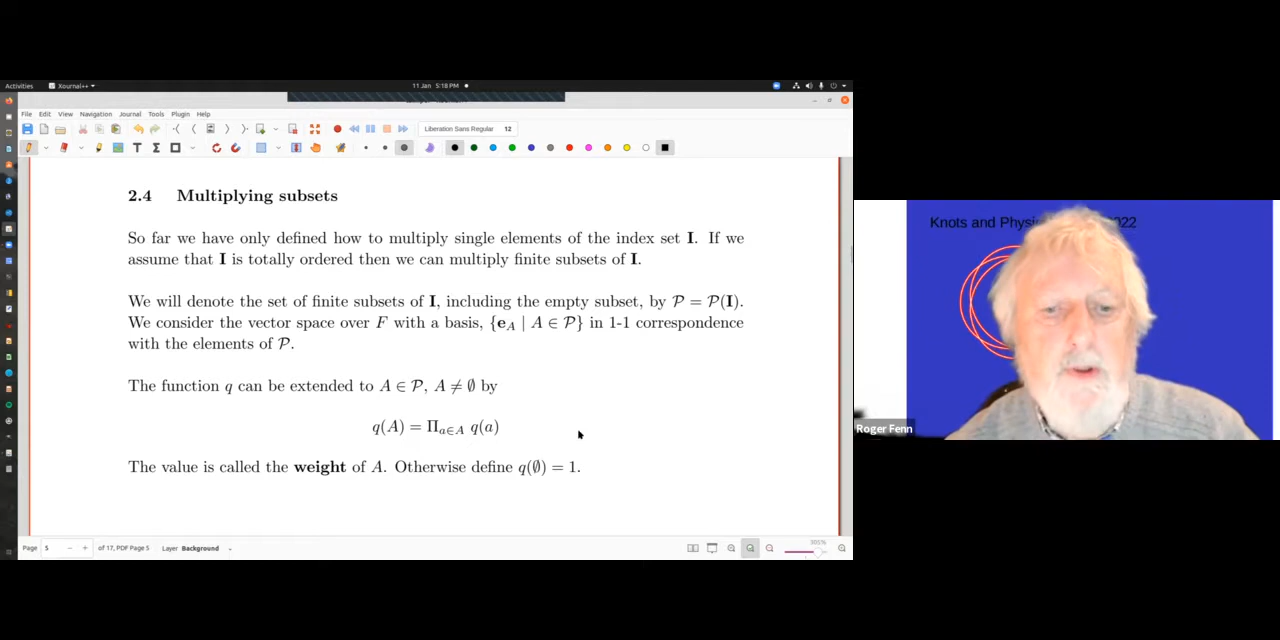 Activities Xournal++ 11 Jan 5:18 PM
File Edit View Navigation Journal Tools Plugin Help
Liberation Sans Regular 12
2.4 Multiplying subsets
So far we have only defined how to multiply single elements of the index set I. If we
assume that I is totally ordered then we can multiply finite subsets of I.
We will denote the set of finite subsets of I, including the empty subset, by 𝒫 = 𝒫(I).
We consider the vector space over F with a basis, {e_A | A ∈ 𝒫} in 1-1 correspondence
with the elements of 𝒫.
The function q can be extended to A ∈ 𝒫, A ≠ ∅ by
q(A) = Π_{a∈A} q(a)
The value is called the weight of A. Otherwise define q(∅) = 1.
Page 5 of 17, PDF Page 5 Layer Background 305%
Knots and Physi 2022
Roger Fenn